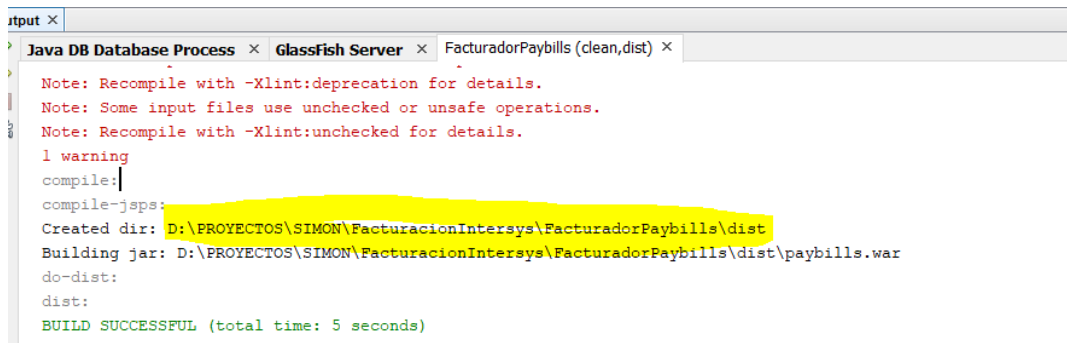 utput ×
Java DB Database Process × GlassFish Server × FacturadorPaybills (clean,dist) ×
Note: Recompile with -Xlint:deprecation for details.
Note: Some input files use unchecked or unsafe operations.
Note: Recompile with -Xlint:unchecked for details.
1 warning
compile:
compile-jsps:
Created dir: D:\PROYECTOS\SIMON\FacturacionIntersys\FacturadorPaybills\dist
Building jar: D:\PROYECTOS\SIMON\FacturacionIntersys\FacturadorPaybills\dist\paybills.war
do-dist:
dist:
BUILD SUCCESSFUL (total time: 5 seconds)